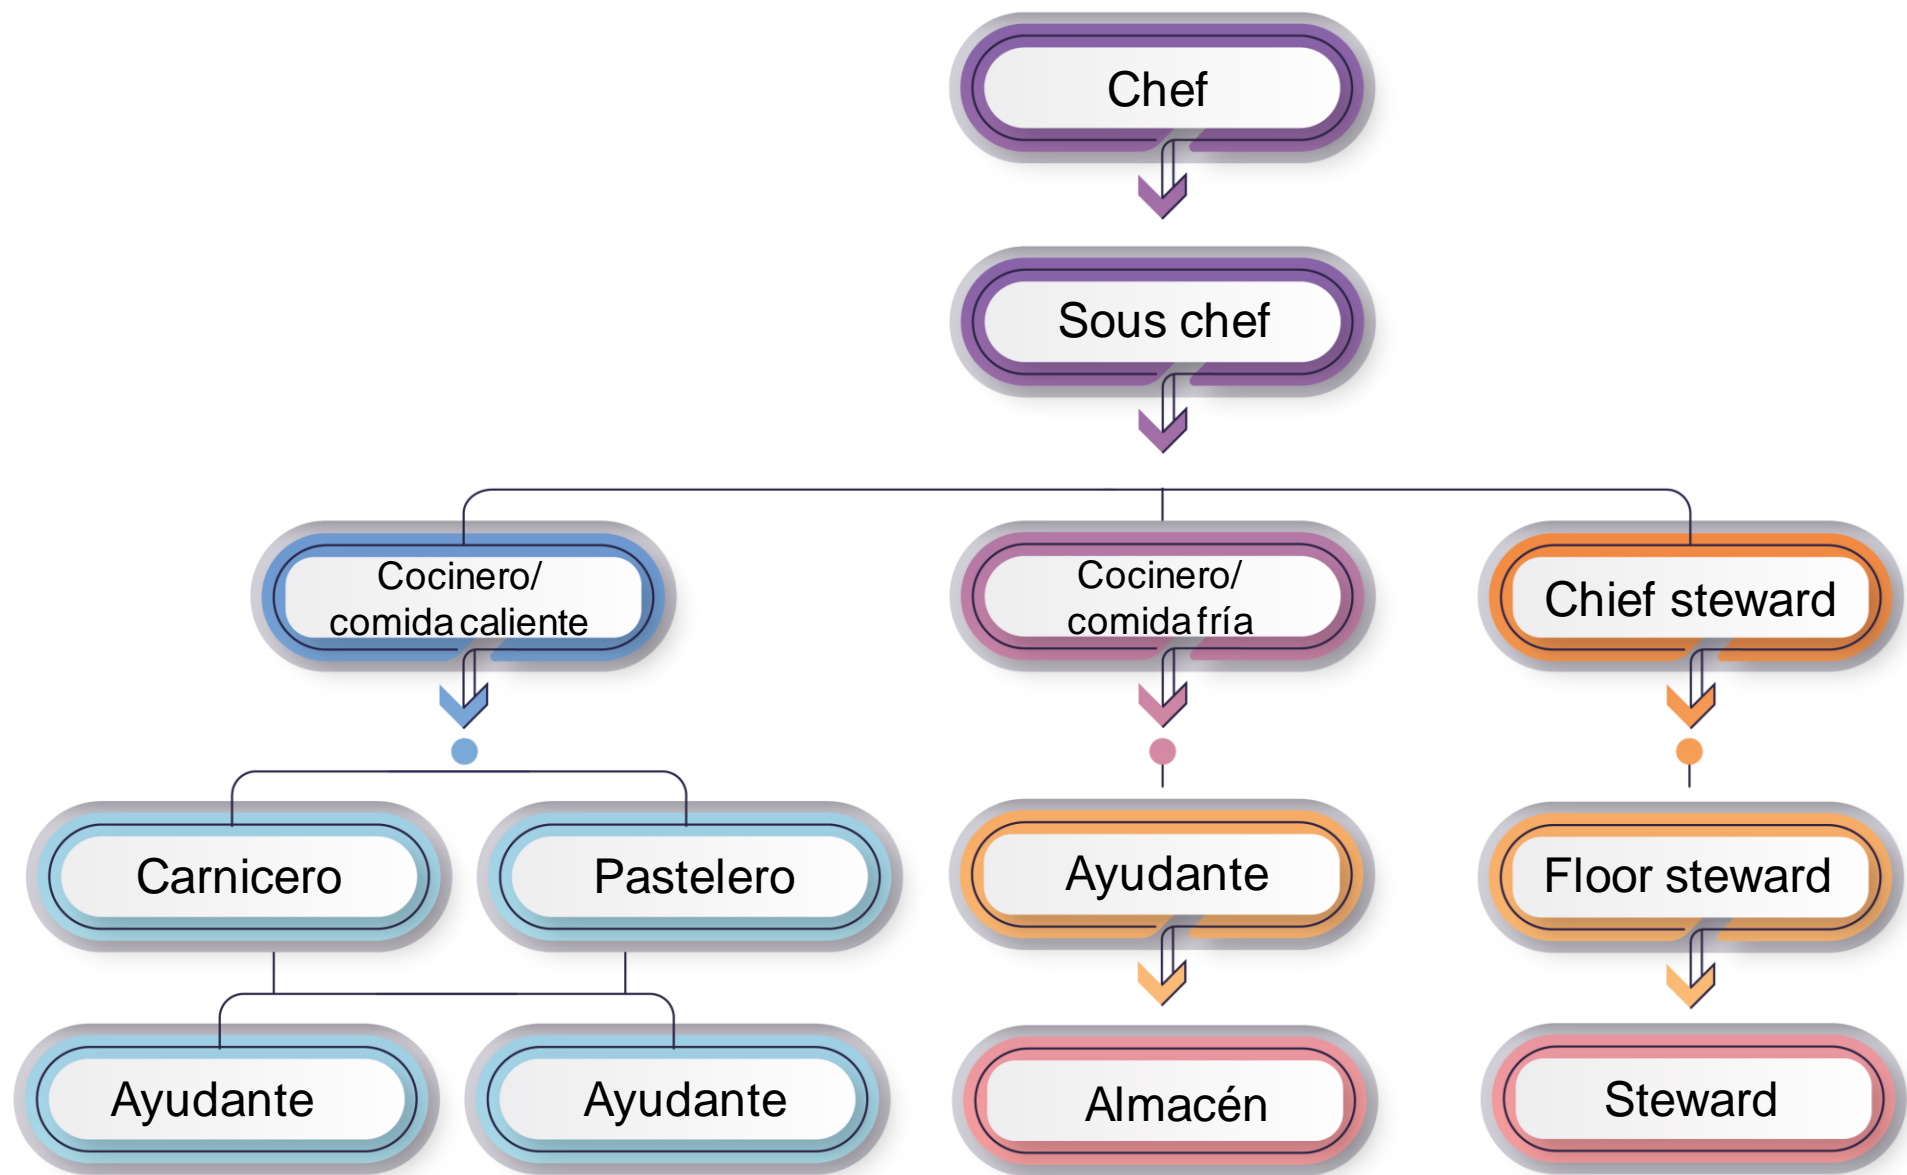 Chef
Sous chef
Cocinero/
comida caliente
Cocinero/
comida fría
Chief steward
Carnicero
Pastelero
Ayudante
Floor steward
Ayudante
Ayudante
Almacén
Steward